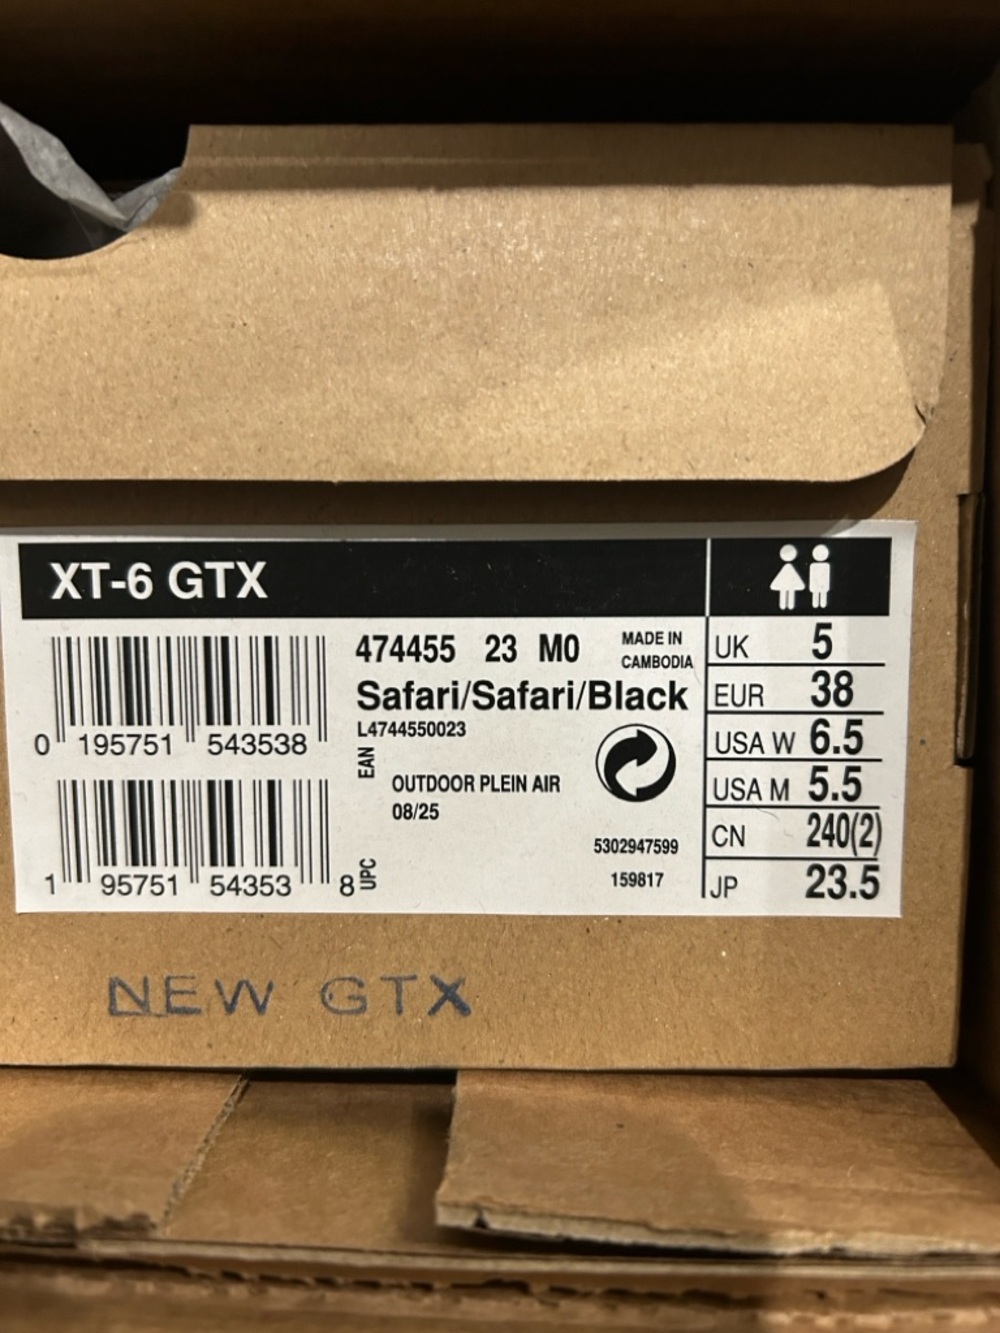 XT-6 GTX
0 195751 543538
EAN
1 95751 54353 8
UPC
474455 23 M0
MADE IN
CAMBODIA
Safari/Safari/Black
L4744550023
OUTDOOR PLEIN AIR
08/25
5302947599
159817
UK 5
EUR 38
USA W 6.5
USA M 5.5
CN 240(2)
JP 23.5
NEW GTX